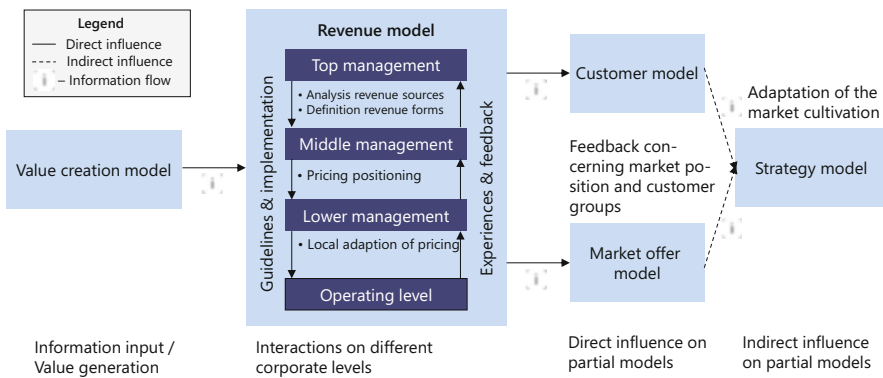 Legend
Direct influence
Indirect influence
i – Information flow
Revenue model
Top management
• Analysis revenue sources
• Definition revenue forms
Middle management
• Pricing positioning
Lower management
• Local adaption of pricing
Operating level
Guidelines & implementation
Experiences & feedback
Value creation model
i
Customer model
i
Feedback con-
cerning market po-
sition and customer
groups
Market offer
model
i
i
Adaptation of the
market cultivation
Strategy model
i
Information input /
Value generation
Interactions on different
corporate levels
Direct influence on
partial models
Indirect influence
on partial models